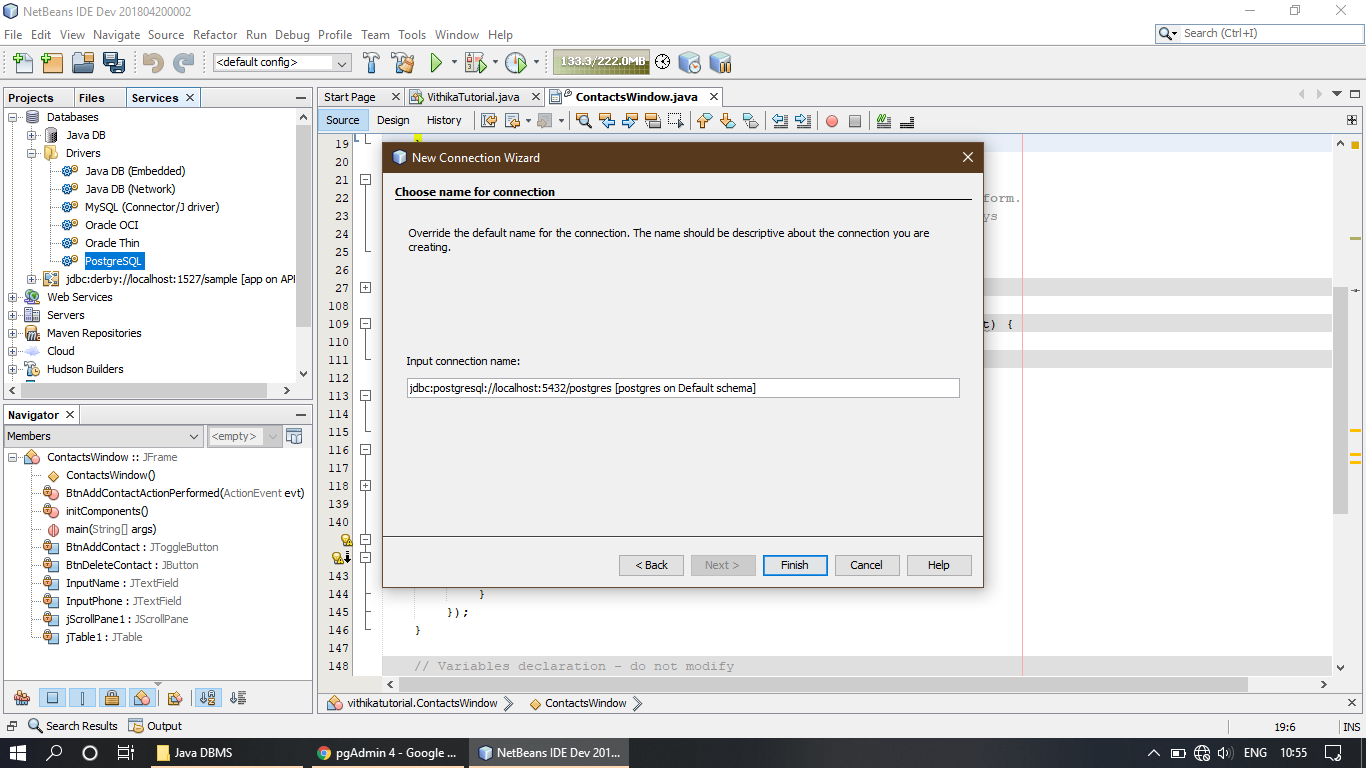 NetBeans IDE Dev 201804200002
File Edit View Navigate Source Refactor Run Debug Profile Team Tools Window Help
Search (Ctrl+I)
<default config>
133.3/222.0MB
Projects Files Services
Databases
Java DB
Drivers
Java DB (Embedded)
Java DB (Network)
MySQL (Connector/J driver)
Oracle OCI
Oracle Thin
PostgreSQL
jdbc:derby://localhost:1527/sample [app on API
Web Services
Servers
Maven Repositories
Cloud
Hudson Builders
Navigator
Members
<empty>
ContactsWindow :: JFrame
ContactsWindow()
BtnAddContactActionPerformed(ActionEvent evt)
initComponents()
main(String[] args)
BtnAddContact : JToggleButton
BtnDeleteContact : JButton
InputName : JTextField
InputPhone : JTextField
jScrollPane1 : JScrollPane
jTable1 : JTable
Start Page VithikaTutorial.java ContactsWindow.java
Source Design History
19
20
21
22 form.
23 ys
24
25
26
27
108
109 t) {
110
111
112
113
114
115
116
117
118
139
140
143
144 }
145 });
146 }
147
148 // Variables declaration - do not modify
New Connection Wizard
Choose name for connection
Override the default name for the connection. The name should be descriptive about the connection you are
creating.
Input connection name:
jdbc:postgresql://localhost:5432/postgres [postgres on Default schema]
< Back Next > Finish Cancel Help
vithikatutorial.ContactsWindow ContactsWindow
Search Results Output
19:6 INS
Java DBMS pgAdmin 4 - Google ... NetBeans IDE Dev 201... ENG 10:55